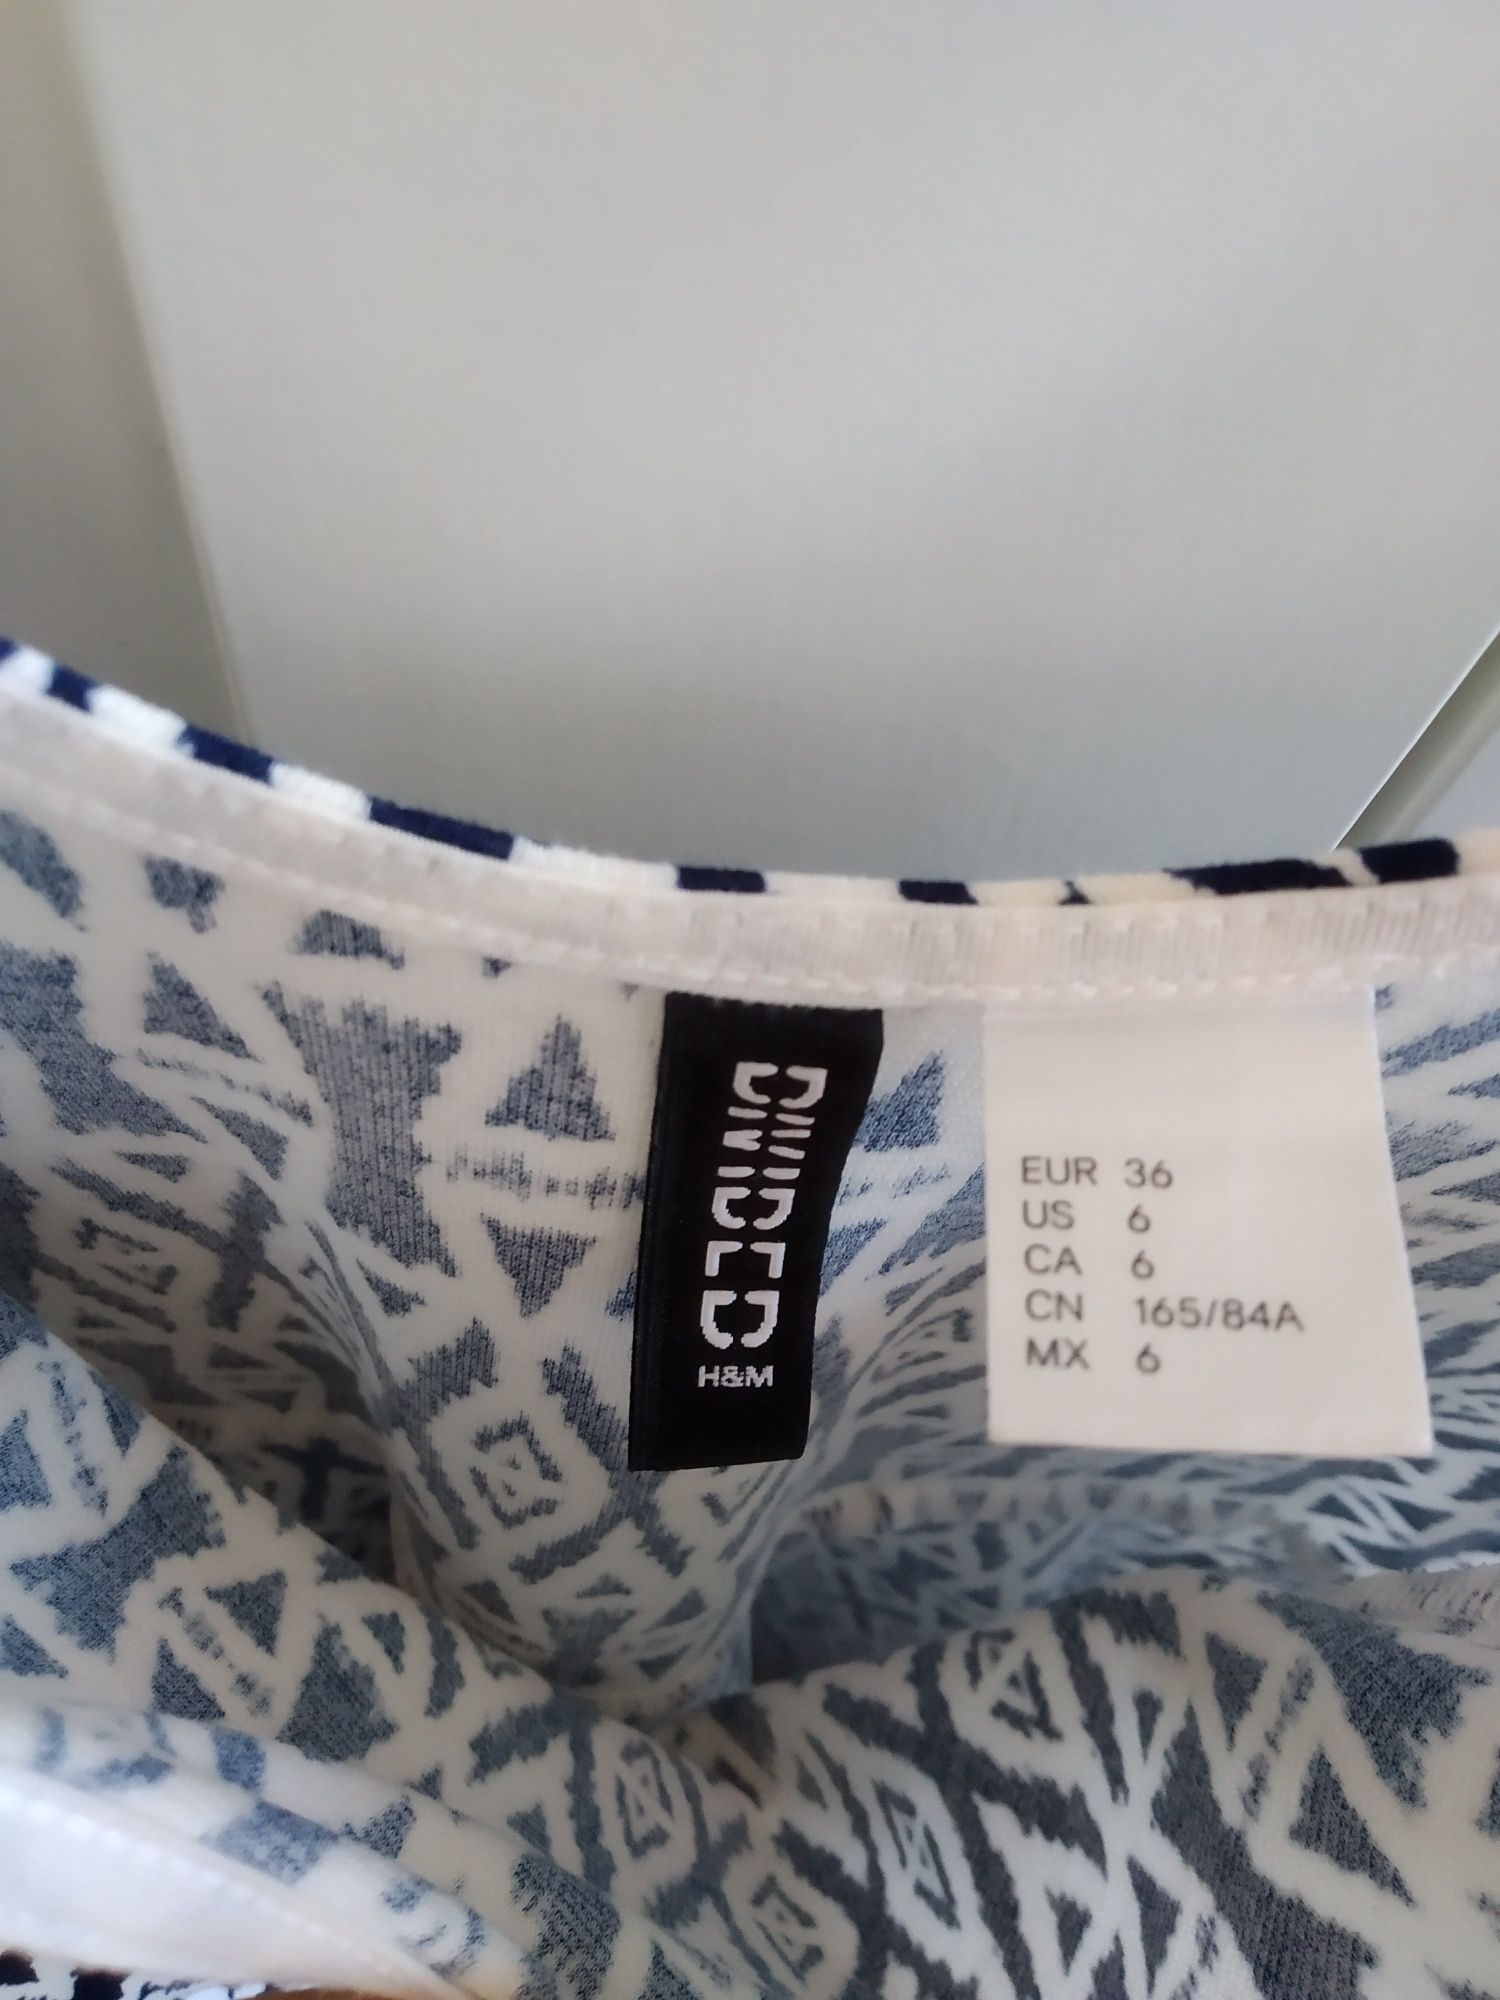 DIVIDED
H&M
EUR 36
US 6
CA 6
CN 165/84A
MX 6